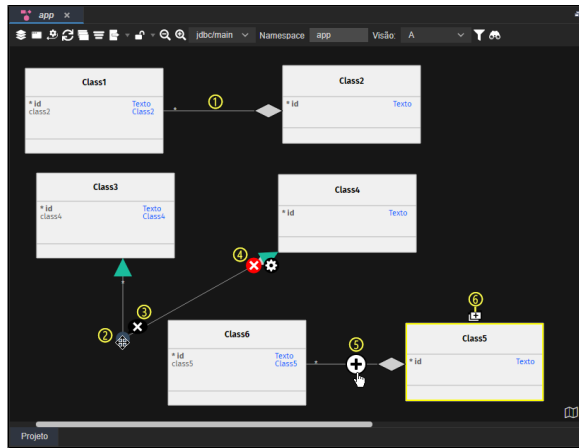 app ×
jdbc/main Namespace app Visão: A
Class1
* id Texto
class2 Class2
1
*
Class2
* id Texto
Class3
* id Texto
class4 Class4
Class4
* id Texto
4
3
2
6
Class6
* id Texto
class5 Class5
*
5
Class5
* id Texto
Projeto